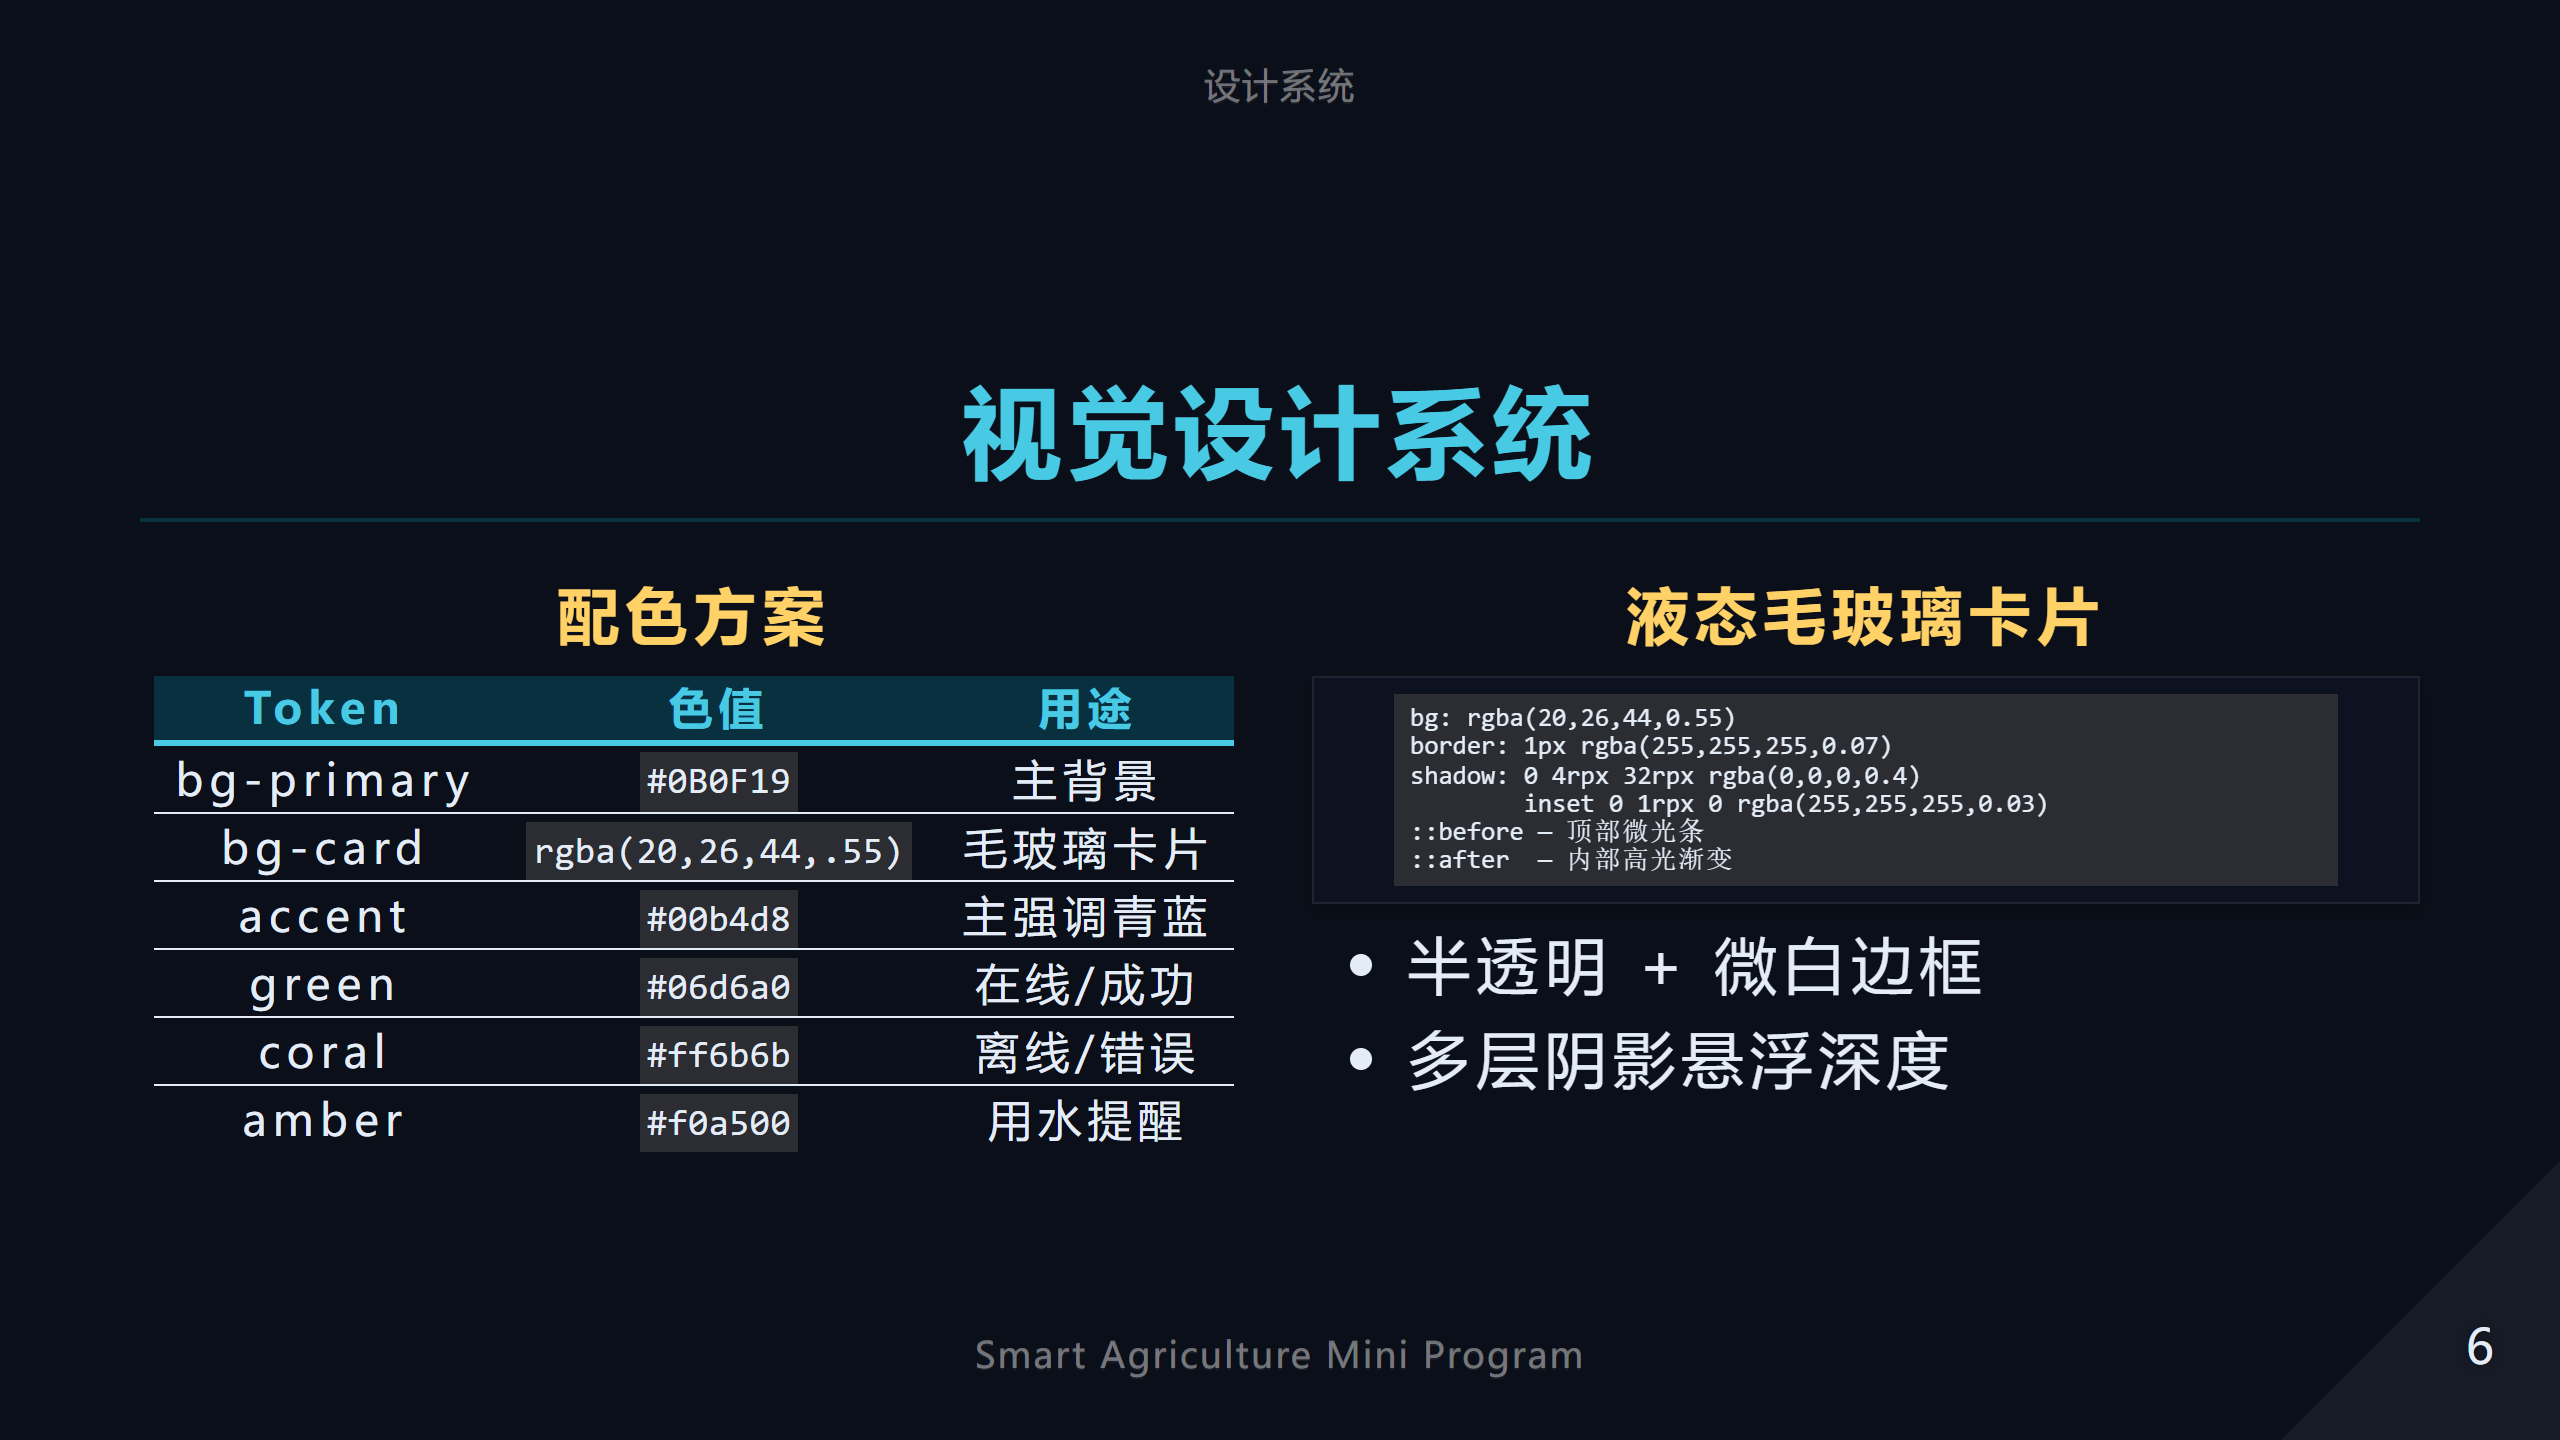 设计系统
视觉设计系统
配色方案
Token 色值 用途
bg-primary #0B0F19 主背景
bg-card rgba(20,26,44,.55) 毛玻璃卡片
accent #00b4d8 主强调青蓝
green #06d6a0 在线/成功
coral #ff6b6b 离线/错误
amber #f0a500 用水提醒
液态毛玻璃卡片
bg: rgba(20,26,44,0.55)
border: 1px rgba(255,255,255,0.07)
shadow: 0 4rpx 32rpx rgba(0,0,0,0.4)
        inset 0 1rpx 0 rgba(255,255,255,0.03)
::before — 顶部微光条
::after  — 内部高光渐变
• 半透明 + 微白边框
• 多层阴影悬浮深度
Smart Agriculture Mini Program
6